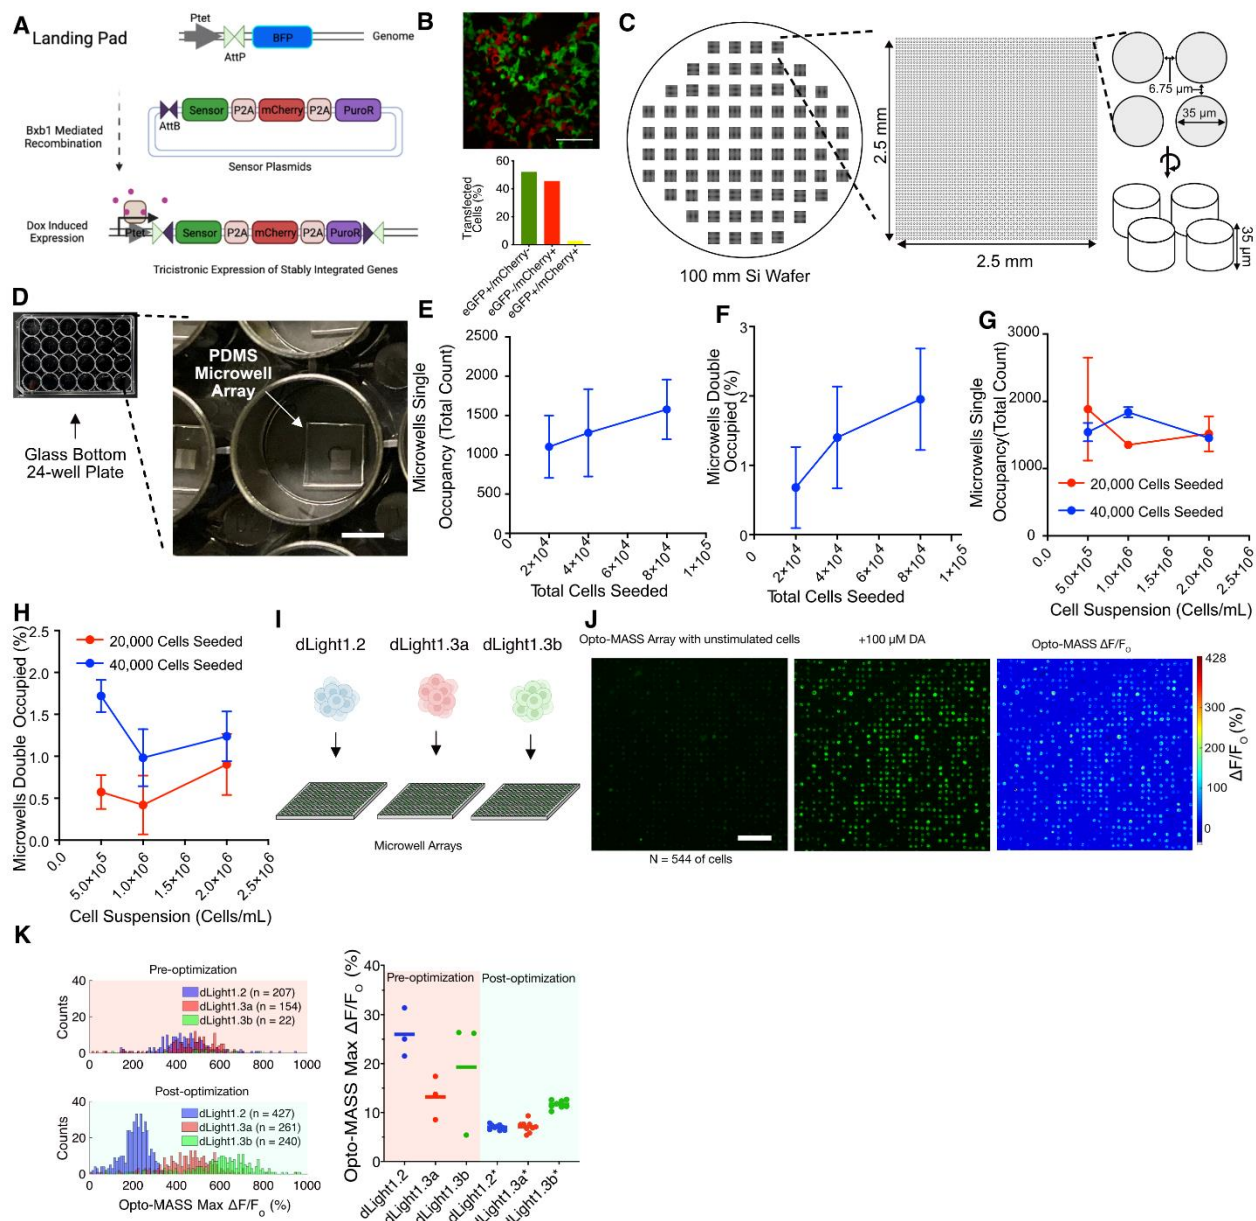 A
Landing Pad
Ptet
AttP
BFP
Genome
Bxb1 Mediated
Recombination
AttB
Sensor
P2A
mCherry
P2A
PuroR
Sensor Plasmids
Dox Induced
Expression
Ptet
Sensor
P2A
mCherry
P2A
PuroR
Tricistronic Expression of Stably Integrated Genes
B
Transfected
Cells (%)
60
40
20
0
eGFP+/mCherry-
eGFP-/mCherry+
eGFP+/mCherry+
C
100 mm Si Wafer
2.5 mm
2.5 mm
6.75 µm
35 µm
35 µm
D
Glass Bottom
24-well Plate
PDMS
Microwell
Array
E
Microwells Single
Occupancy (Total Count)
2500
2000
1500
1000
500
0
0
2×10⁴
4×10⁴
6×10⁴
8×10⁴
1×10⁵
Total Cells Seeded
F
Microwells Double
Occupied (%)
3
2
1
0
0
2×10⁴
4×10⁴
6×10⁴
8×10⁴
1×10⁵
Total Cells Seeded
G
Microwells Single
Occupancy(Total Count)
3000
2000
1000
0
20,000 Cells Seeded
40,000 Cells Seeded
0.0
5.0×10⁵
1.0×10⁶
2.0×10⁶
2.5×10⁶
Cell Suspension (Cells/mL)
H
Microwells Double Occupied (%)
2.5
2.0
1.5
1.0
0.5
0.0
20,000 Cells Seeded
40,000 Cells Seeded
0.0
5.0×10⁵
1.0×10⁶
2.0×10⁶
2.5×10⁶
Cell Suspension (Cells/mL)
I
dLight1.2
dLight1.3a
dLight1.3b
Microwell Arrays
J
Opto-MASS Array with unstimulated cells
+100 µM DA
Opto-MASS ΔF/F₀
N = 544 of cells
428
300
200
100
0
ΔF/F₀ (%)
K
Pre-optimization
Counts
40
20
0
dLight1.2 (n = 207)
dLight1.3a (n = 154)
dLight1.3b (n = 22)
0 200 400 600 800 1000
Post-optimization
Counts
40
20
0
dLight1.2 (n = 427)
dLight1.3a (n = 261)
dLight1.3b (n = 240)
0 200 400 600 800 1000
Opto-MASS Max ΔF/F₀ (%)
Opto-MASS Max ΔF/F₀ (%)
40
30
20
10
0
Pre-optimization
Post-optimization
dLight1.2
dLight1.3a
dLight1.3b
dLight1.2*
dLight1.3a*
dLight1.3b*